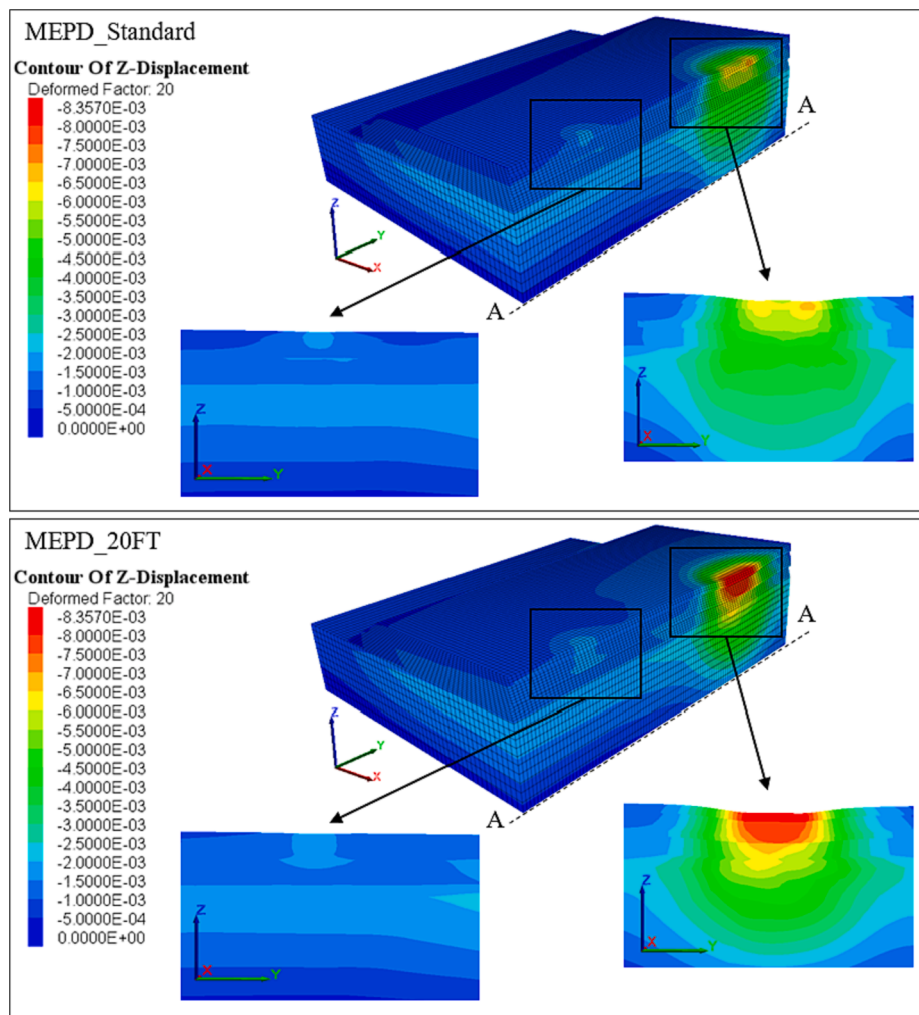 MEPD_Standard
Contour Of Z-Displacement
Deformed Factor: 20
-8.3570E-03
-8.0000E-03
-7.5000E-03
-7.0000E-03
-6.5000E-03
-6.0000E-03
-5.5000E-03
-5.0000E-03
-4.5000E-03
-3.5000E-03
-3.0000E-03
-2.5000E-03
-2.0000E-03
-1.5000E-03
-1.0000E-03
-5.0000E-04
0.0000E+00
A
Z
Y
X
A
Z
X
Y
Z
X
Y
MEPD_20FT
Contour Of Z-Displacement
Deformed Factor: 20
-8.3570E-03
-8.0000E-03
-7.5000E-03
-7.0000E-03
-6.5000E-03
-6.0000E-03
-5.5000E-03
-5.0000E-03
-4.5000E-03
-3.5000E-03
-3.0000E-03
-2.5000E-03
-2.0000E-03
-1.5000E-03
-1.0000E-03
-5.0000E-04
0.0000E+00
A
Z
Y
X
A
Z
X
Y
Z
X
Y